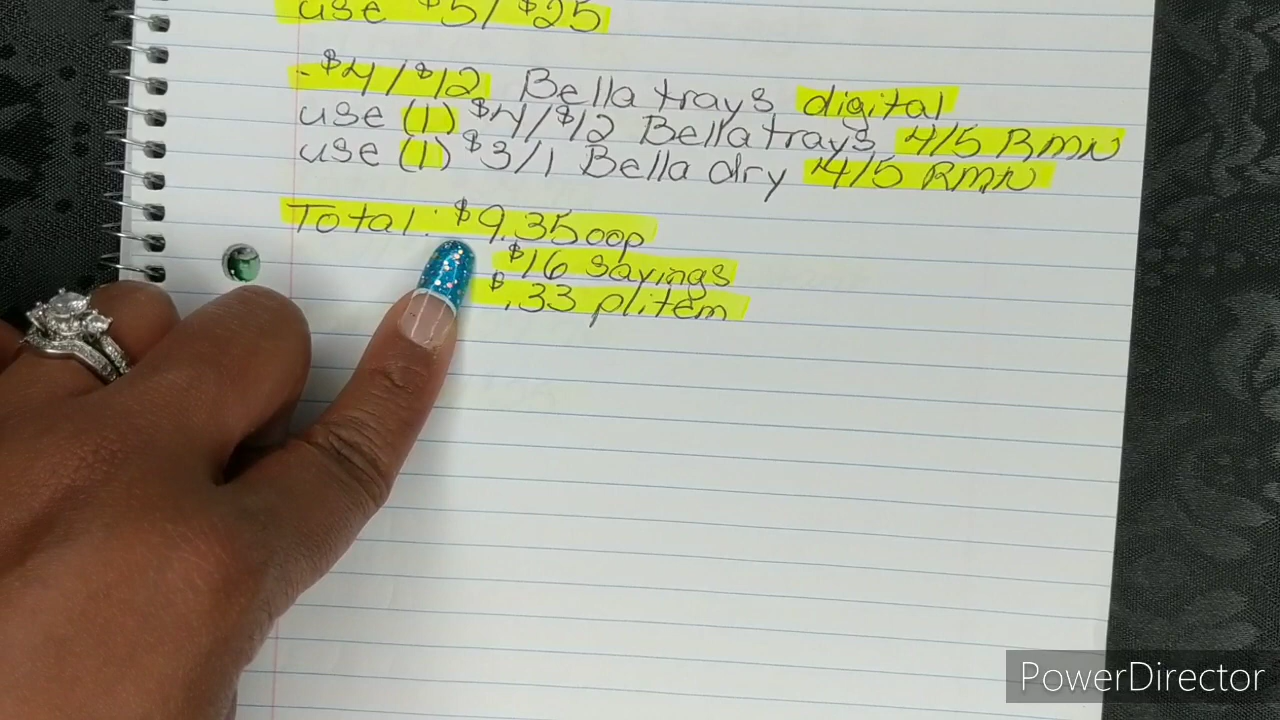 use $5/$25
-$4/$12 Bella trays digital
use (1) $4/$12 Bella trays 4/5 RMN
use (1) $3/1 Bella dry 4/5 RMN
Total: $9.35 oop
$16 savings
$.33 p/item
PowerDirector